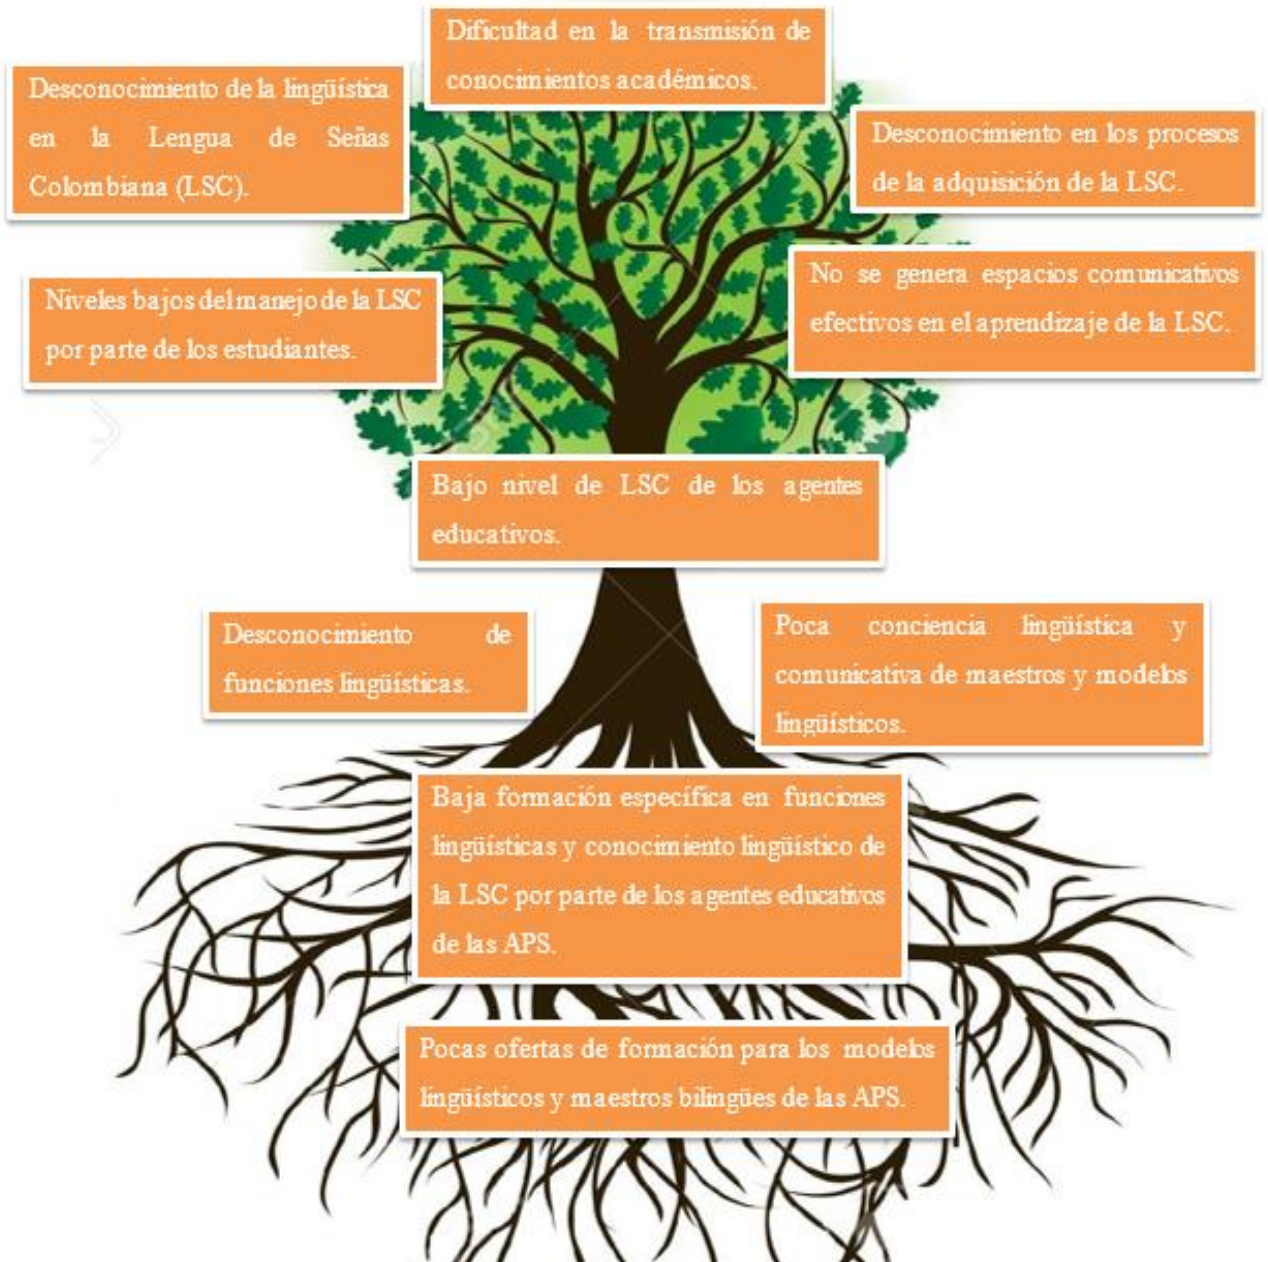 Dificultad en la transmisión de
conocimientos académicos.
Desconocimiento de la lingüística
en la Lengua de Señas
Colombiana (LSC).
Desconocimiento en los procesos
de la adquisición de la LSC.
Niveles bajos del manejo de la LSC
por parte de los estudiantes.
No se genera espacios comunicativos
efectivos en el aprendizaje de la LSC.
Bajo nivel de LSC de los agentes
educativos.
Desconocimiento de
funciones lingüísticas.
Poca conciencia lingüística y
comunicativa de maestros y modelos
lingüísticos.
Baja formación específica en funciones
lingüísticas y conocimiento lingüístico de
la LSC por parte de los agentes educativos
de las APS.
Pocas ofertas de formación para los modelos
lingüísticos y maestros bilingües de las APS.